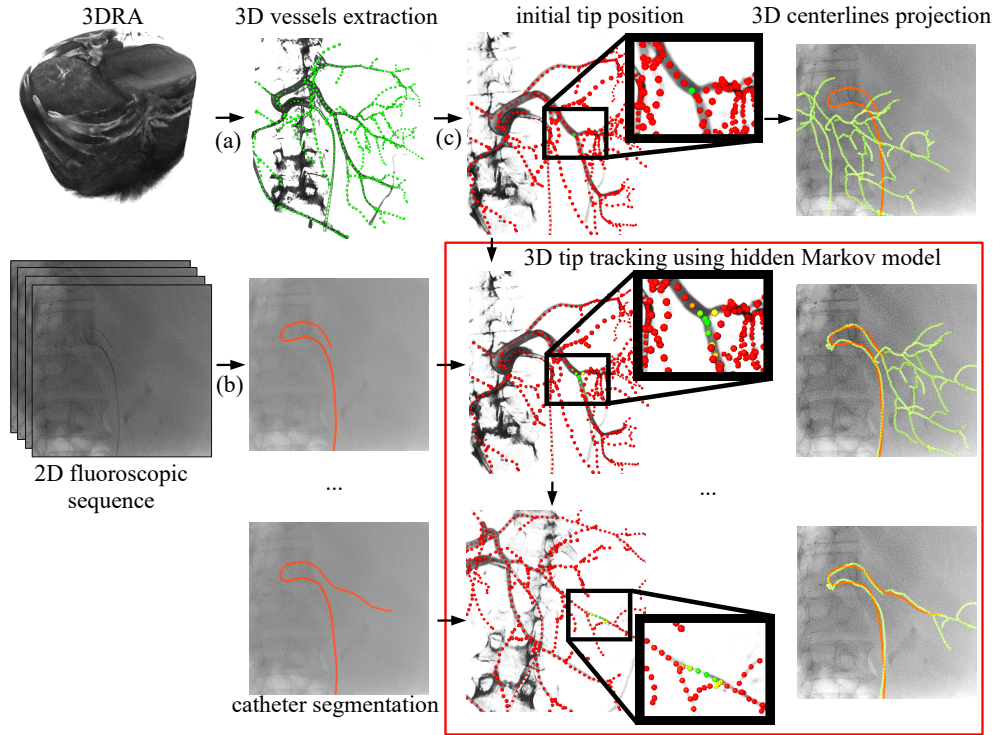 3DRA
3D vessels extraction
initial tip position
3D centerlines projection
(a)
(c)
3D tip tracking using hidden Markov model
(b)
2D fluoroscopic
sequence
...
...
catheter segmentation